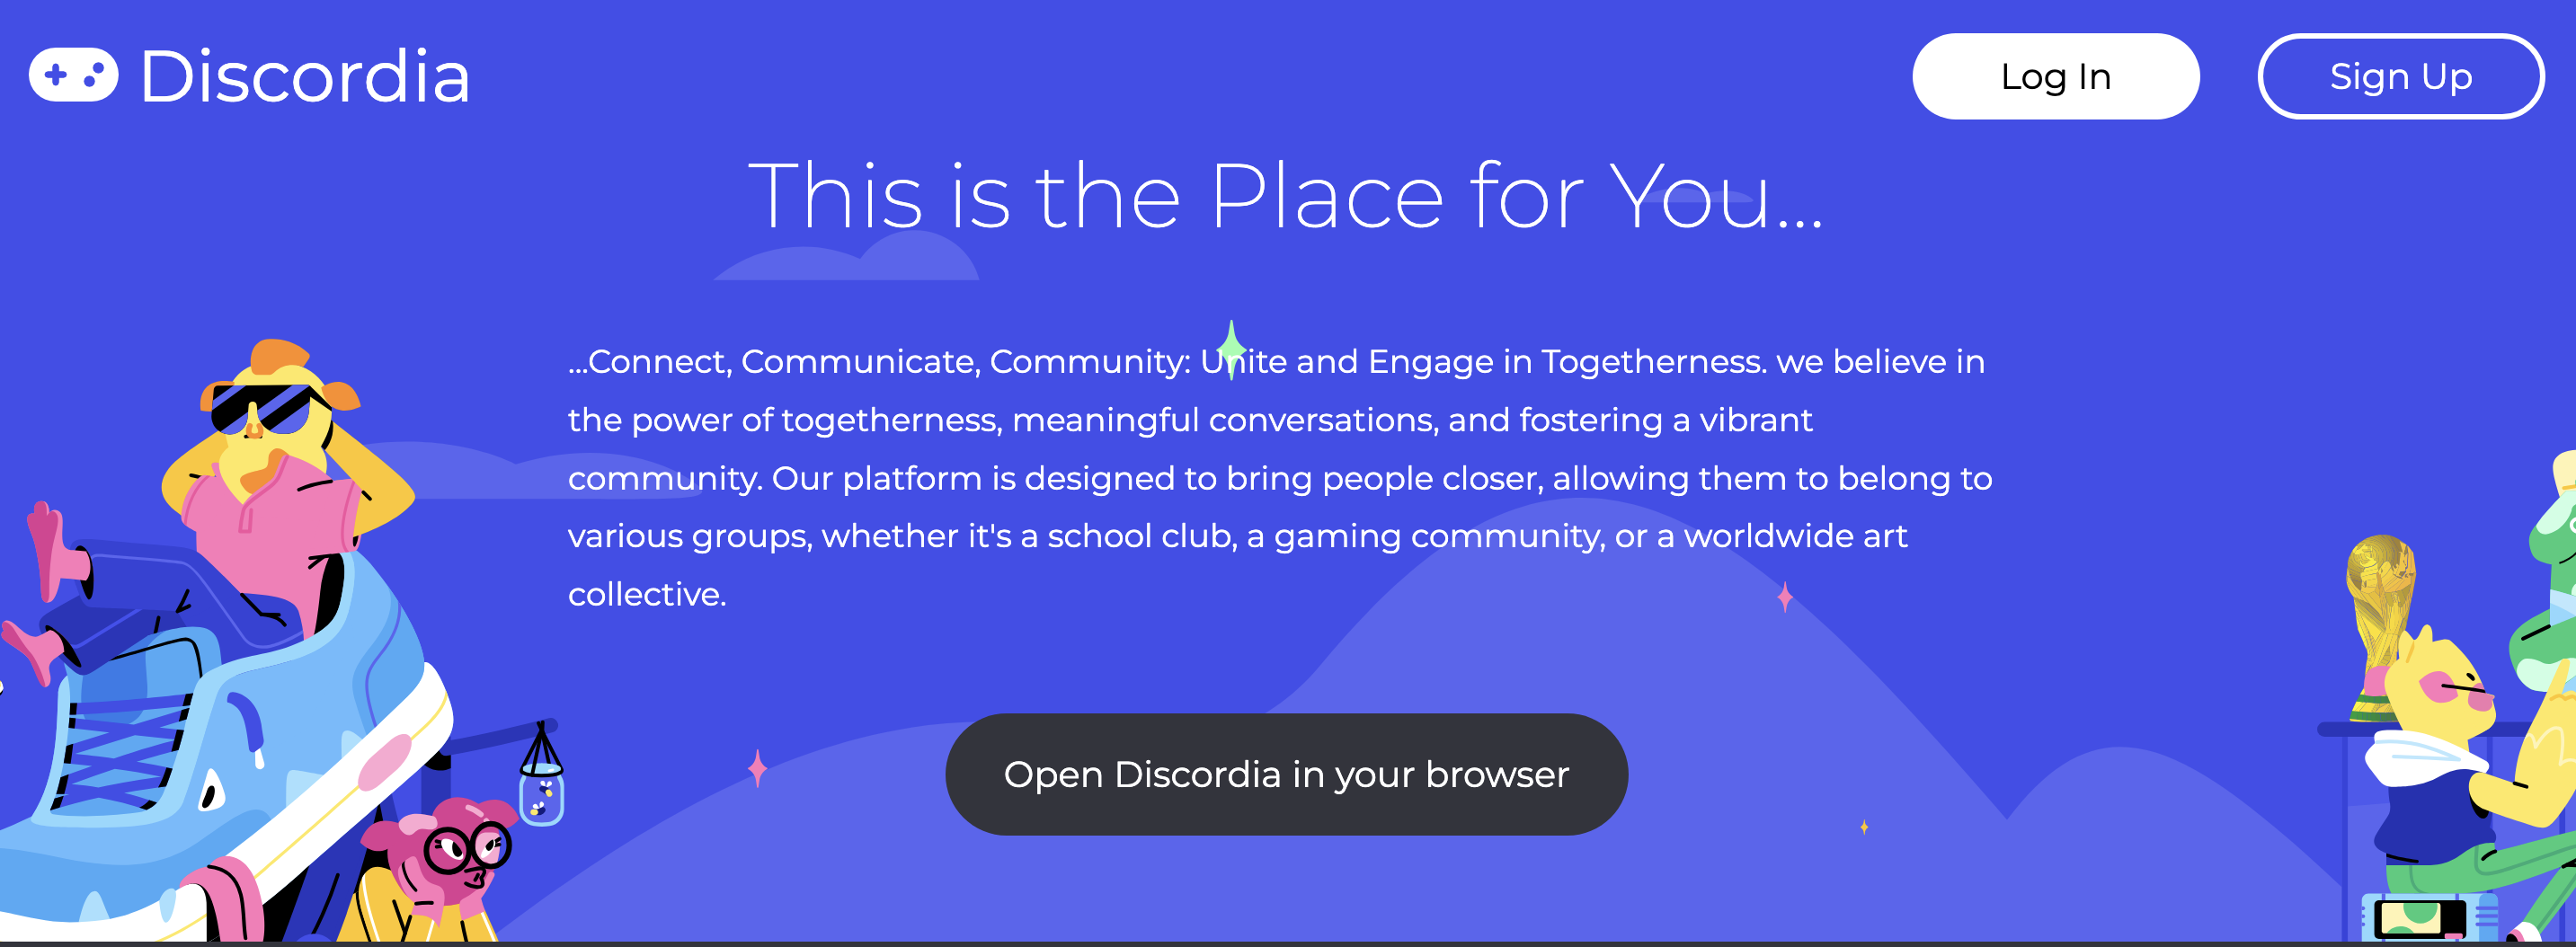 Discordia
Log In
Sign Up
This is the Place for You...
...Connect, Communicate, Community: Unite and Engage in Togetherness. we believe in
the power of togetherness, meaningful conversations, and fostering a vibrant
community. Our platform is designed to bring people closer, allowing them to belong to
various groups, whether it's a school club, a gaming community, or a worldwide art
collective.
Open Discordia in your browser